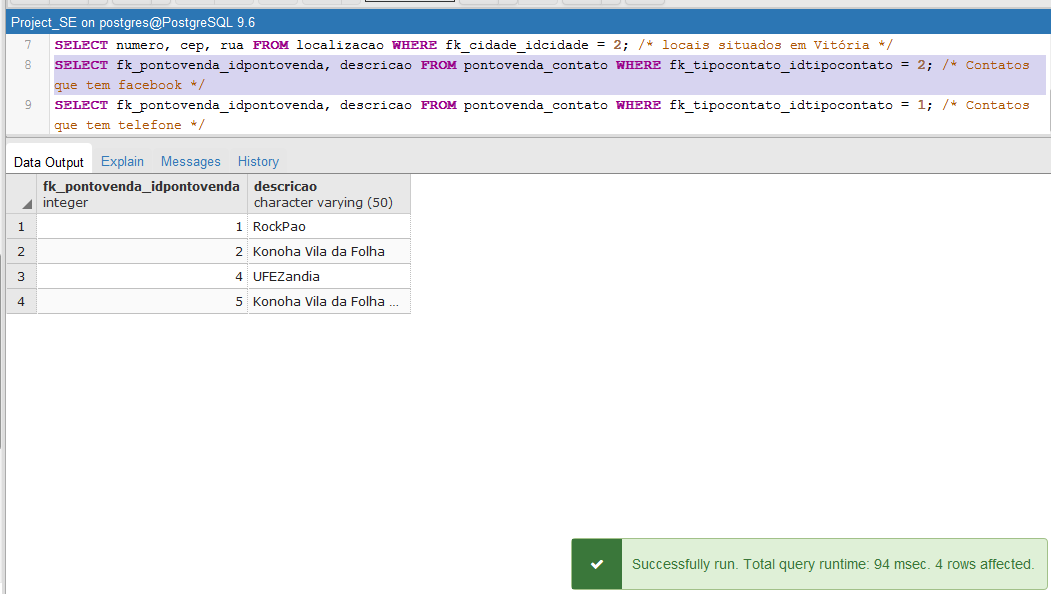 Project_SE on postgres@PostgreSQL 9.6
7 SELECT numero, cep, rua FROM localizacao WHERE fk_cidade_idcidade = 2; /* locais situados em Vitória */
8 SELECT fk_pontovenda_idpontovenda, descricao FROM pontovenda_contato WHERE fk_tipocontato_idtipocontato = 2; /* Contatos
que tem facebook */
9 SELECT fk_pontovenda_idpontovenda, descricao FROM pontovenda_contato WHERE fk_tipocontato_idtipocontato = 1; /* Contatos
que tem telefone */
Data Output Explain Messages History
fk_pontovenda_idpontovenda descricao
integer character varying (50)
1 1 RockPao
2 2 Konoha Vila da Folha
3 4 UFEZandia
4 5 Konoha Vila da Folha ...
Successfully run. Total query runtime: 94 msec. 4 rows affected.